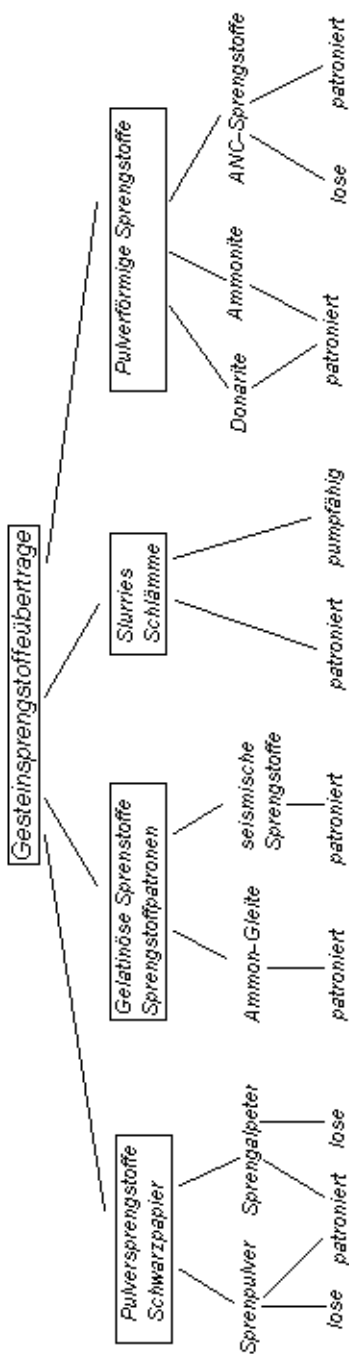 Gesteinsprengstoffeübertrage
Pulversprengstoffe
Schwarzpapier
Gelatinöse Sprenstoffe
Sprengstoffpatronen
Slurries
Schlämme
Pulverförmige Sprengstoffe
Sprenpulver
Sprengalpeter
Ammon-Gleite
seismische
Sprengstoffe
Donarite
Ammonite
ANC-Sprengstoffe
lose
patroniert
lose
patroniert
patroniert
patroniert
pumpfähig
patroniert
lose
patroniert